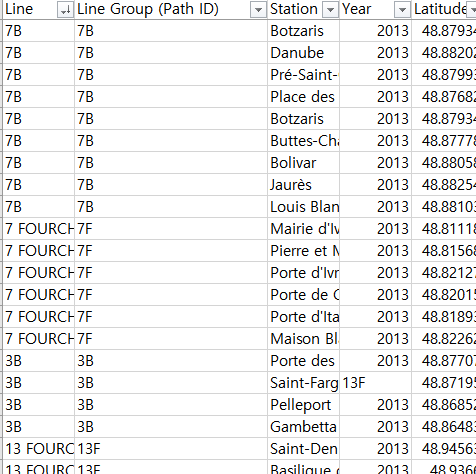 Line Line Group (Path ID) Station Year Latitude
7B 7B Botzaris 2013 48.87934
7B 7B Danube 2013 48.88202
7B 7B Pré-Saint- 2013 48.87993
7B 7B Place des 2013 48.87682
7B 7B Botzaris 2013 48.87934
7B 7B Buttes-Cha 2013 48.87778
7B 7B Bolivar 2013 48.88058
7B 7B Jaurès 2013 48.88254
7B 7B Louis Blan 2013 48.88103
7 FOURCH 7F Mairie d'Iv 2013 48.81118
7 FOURCH 7F Pierre et M 2013 48.81568
7 FOURCH 7F Porte d'Ivr 2013 48.82127
7 FOURCH 7F Porte de C 2013 48.82015
7 FOURCH 7F Porte d'Ita 2013 48.81893
7 FOURCH 7F Maison Bl 2013 48.82262
3B 3B Porte des 2013 48.87707
3B 3B Saint-Farg 13F 48.87195
3B 3B Pelleport 2013 48.86852
3B 3B Gambetta 2013 48.86483
13 FOURC 13F Saint-Den 2013 48.94563
13 FOURC 13F Basilique d 2013 48.936